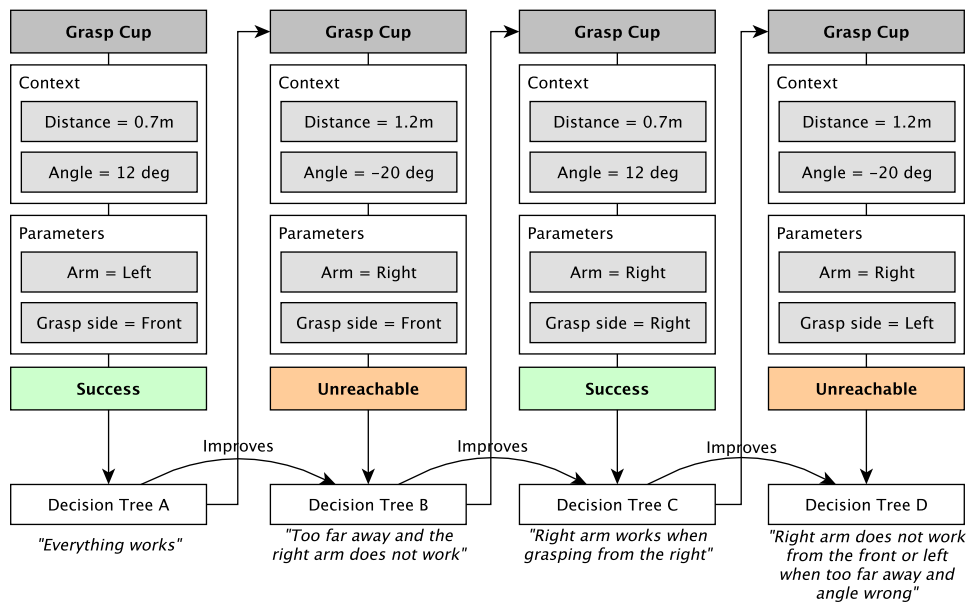 Grasp Cup
Context
Distance = 0.7m
Angle = 12 deg
Parameters
Arm = Left
Grasp side = Front
Success
Decision Tree A
"Everything works"
Improves
Grasp Cup
Context
Distance = 1.2m
Angle = -20 deg
Parameters
Arm = Right
Grasp side = Front
Unreachable
Decision Tree B
"Too far away and the
right arm does not work"
Improves
Grasp Cup
Context
Distance = 0.7m
Angle = 12 deg
Parameters
Arm = Right
Grasp side = Right
Success
Decision Tree C
"Right arm works when
grasping from the right"
Improves
Grasp Cup
Context
Distance = 1.2m
Angle = -20 deg
Parameters
Arm = Right
Grasp side = Left
Unreachable
Decision Tree D
"Right arm does not work
from the front or left
when too far away and
angle wrong"